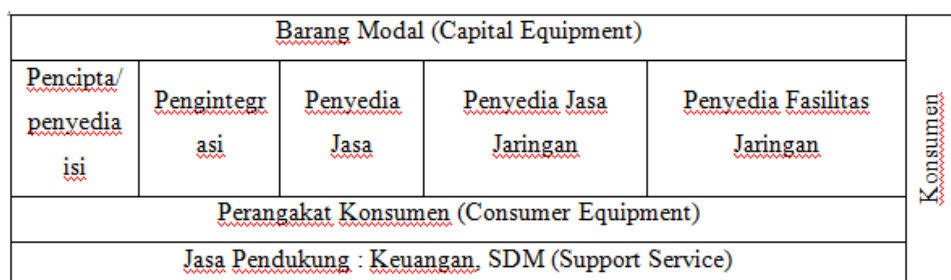 Barang Modal (Capital Equipment)
Pencipta/
penyedia
isi
Pengintegr
asi
Penyedia
Jasa
Penyedia Jasa
Jaringan
Penyedia Fasilitas
Jaringan
Konsumen
Perangakat Konsumen (Consumer Equipment)
Jasa Pendukung : Keuangan, SDM (Support Service)